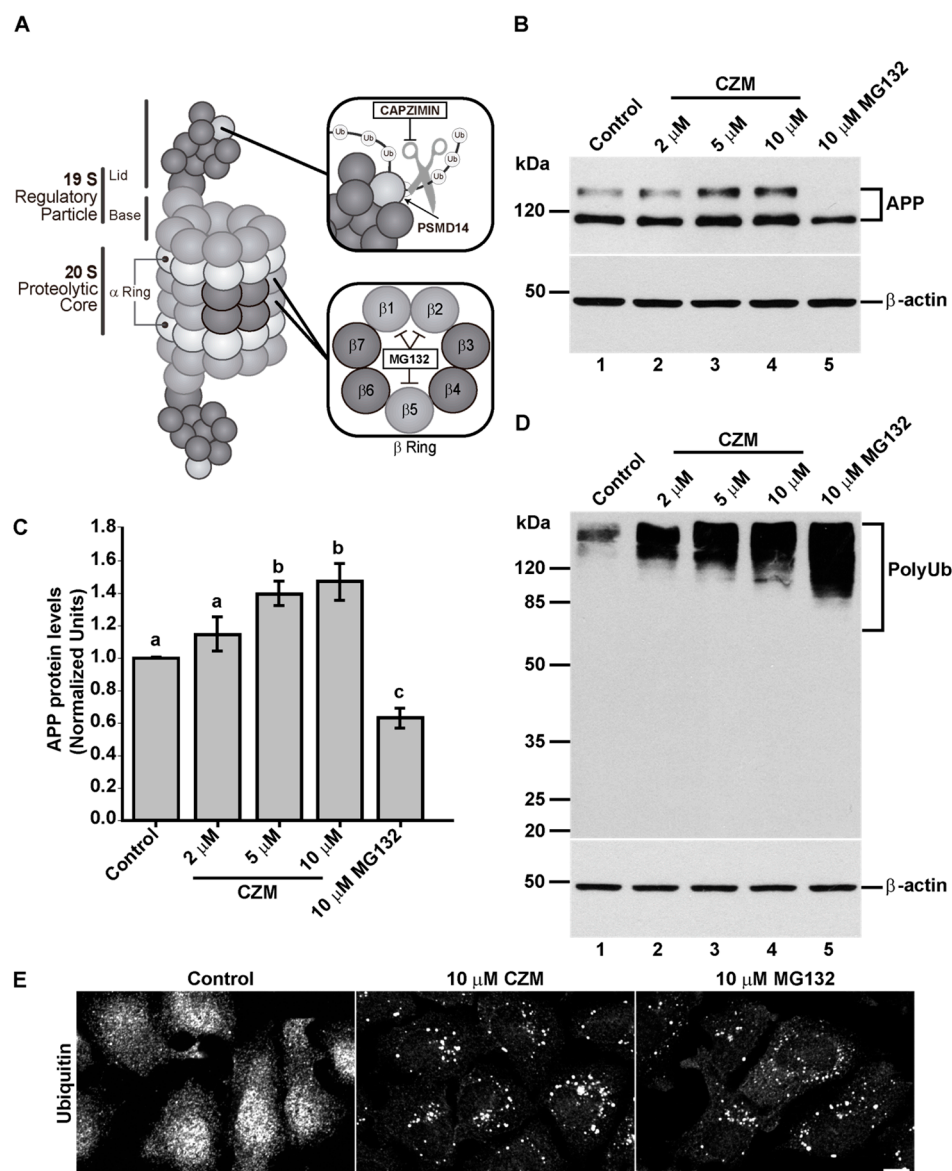 A
19 S
Regulatory
Particle
Lid
Base
20 S
Proteolytic
Core
α Ring
CAPZIMIN
Ub
Ub
Ub
Ub
Ub
Ub
PSMD14
β1
β2
β7
MG132
β3
β6
β4
β5
β Ring
B
CZM
Control
2 μM
5 μM
10 μM
10 μM MG132
kDa
120
APP
50
β-actin
1 2 3 4 5
C
APP protein levels
(Normalized Units)
1.8
1.6
1.4
1.2
1.0
0.8
0.6
0.4
0.2
0.0
a
a
b
b
c
Control
2 μM
5 μM
10 μM
10 μM MG132
CZM
D
CZM
Control
2 μM
5 μM
10 μM
10 μM MG132
kDa
120
85
PolyUb
50
35
25
20
50
β-actin
1 2 3 4 5
E
Control
10 μM CZM
10 μM MG132
Ubiquitin